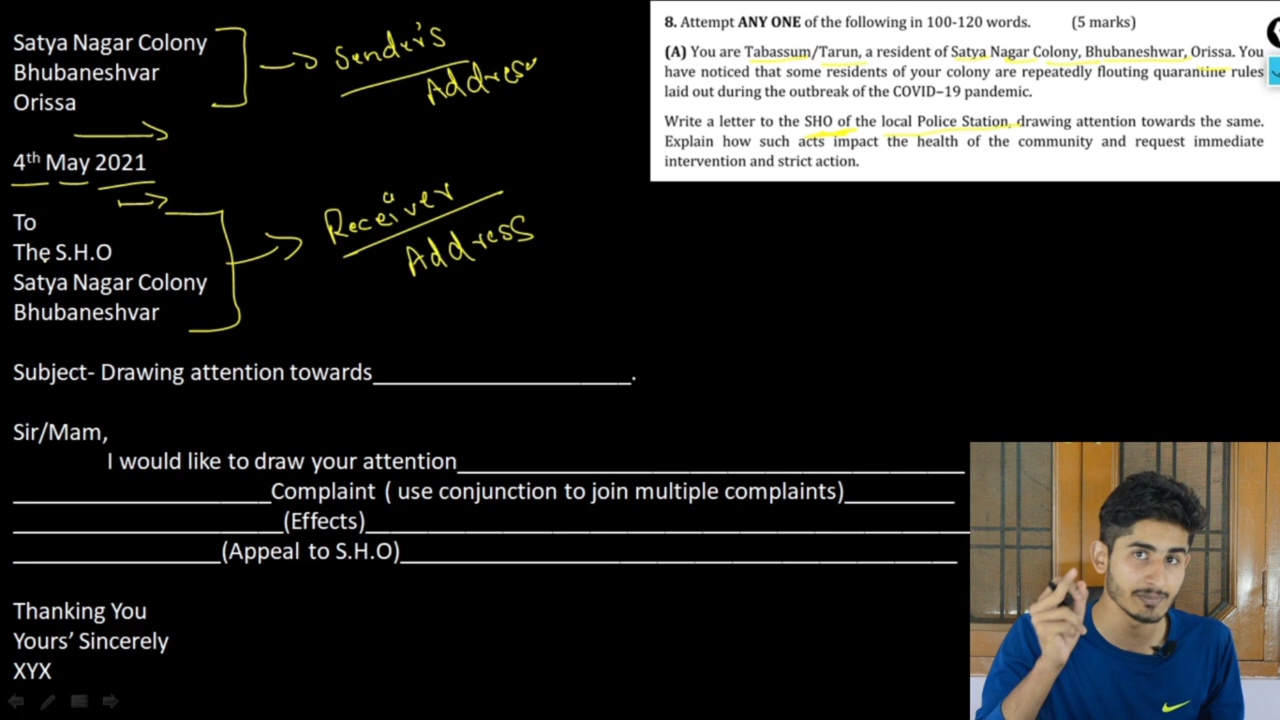 Satya Nagar Colony
Bhubaneshvar
Orissa
Sender's
Address
4th May 2021
To
The S.H.O
Satya Nagar Colony
Bhubaneshvar
Receiver
Address
Subject- Drawing attention towards____________________.
Sir/Mam,
I would like to draw your attention________________________________________
____________________Complaint ( use conjunction to join multiple complaints)_________
_____________________(Effects)________________________________________________
________________(Appeal to S.H.O)____________________________________________
Thanking You
Yours’ Sincerely
XYX
8. Attempt ANY ONE of the following in 100-120 words. (5 marks)
(A) You are Tabassum/Tarun, a resident of Satya Nagar Colony, Bhubaneshwar, Orissa. You
have noticed that some residents of your colony are repeatedly flouting quarantine rules
laid out during the outbreak of the COVID–19 pandemic.
Write a letter to the SHO of the local Police Station, drawing attention towards the same.
Explain how such acts impact the health of the community and request immediate
intervention and strict action.